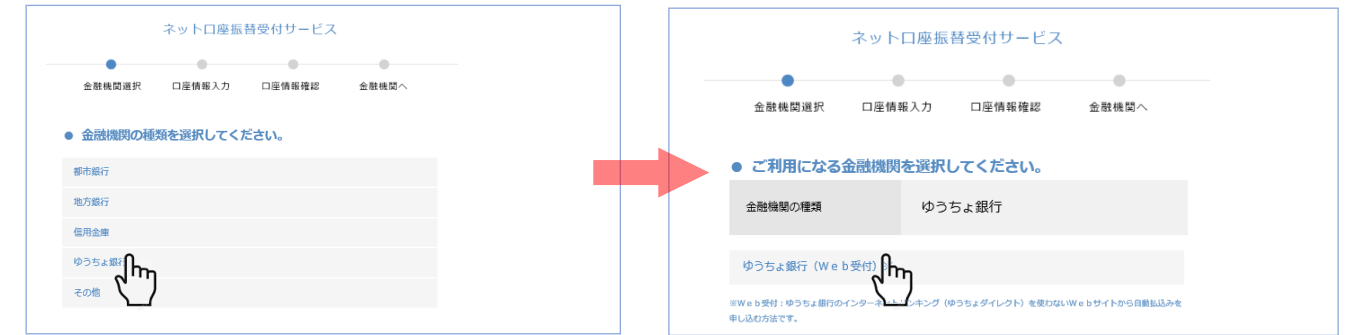 ネット口座振替受付サービス
金融機関選択 口座情報入力 口座情報確認 金融機関へ
● 金融機関の種類を選択してください。
都市銀行
地方銀行
信用金庫
ゆうちょ銀行
その他
ネット口座振替受付サービス
金融機関選択 口座情報入力 口座情報確認 金融機関へ
● ご利用になる金融機関を選択してください。
金融機関の種類 ゆうちょ銀行
ゆうちょ銀行（Web受付）
※Web受付：ゆうちょ銀行のインターネットバンキング（ゆうちょダイレクト）を使わないWebサイトから自動払込みを
申し込む方法です。